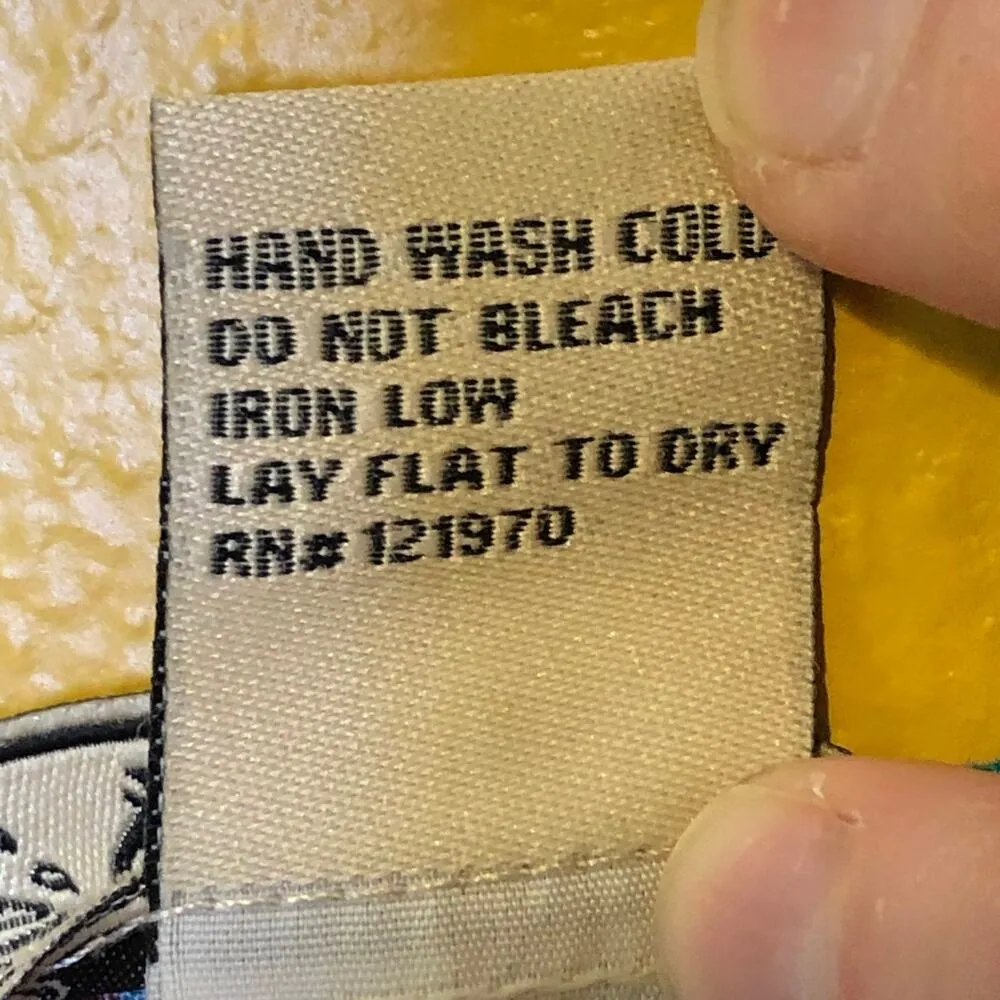 HAND WASH COLD
DO NOT BLEACH
IRON LOW
LAY FLAT TO DRY
RN# 121970